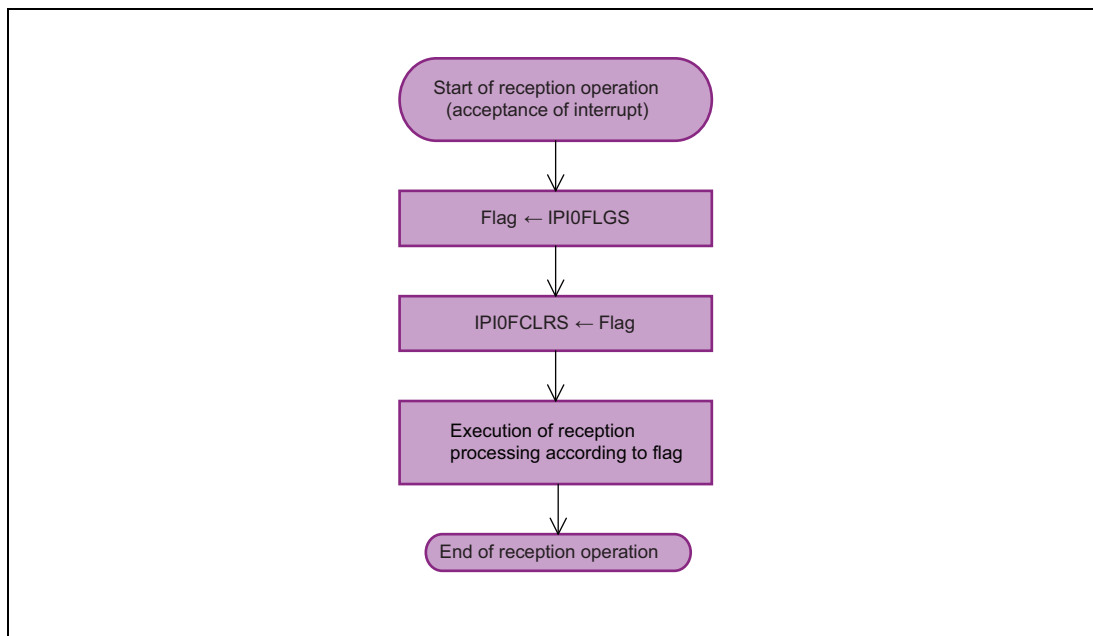 Start of reception operation
(acceptance of interrupt)
Flag ← IPI0FLGS
IPI0FCLRS ← Flag
Execution of reception
processing according to flag
End of reception operation